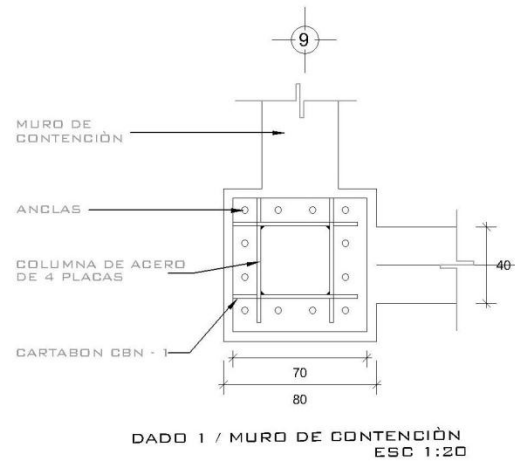 9
MURO DE
CONTENCIÒN
ANCLAS
COLUMNA DE ACERO
DE 4 PLACAS
40
CARTABON CBN - 1
70
80
DADO 1 / MURO DE CONTENCIÒN
ESC 1:20